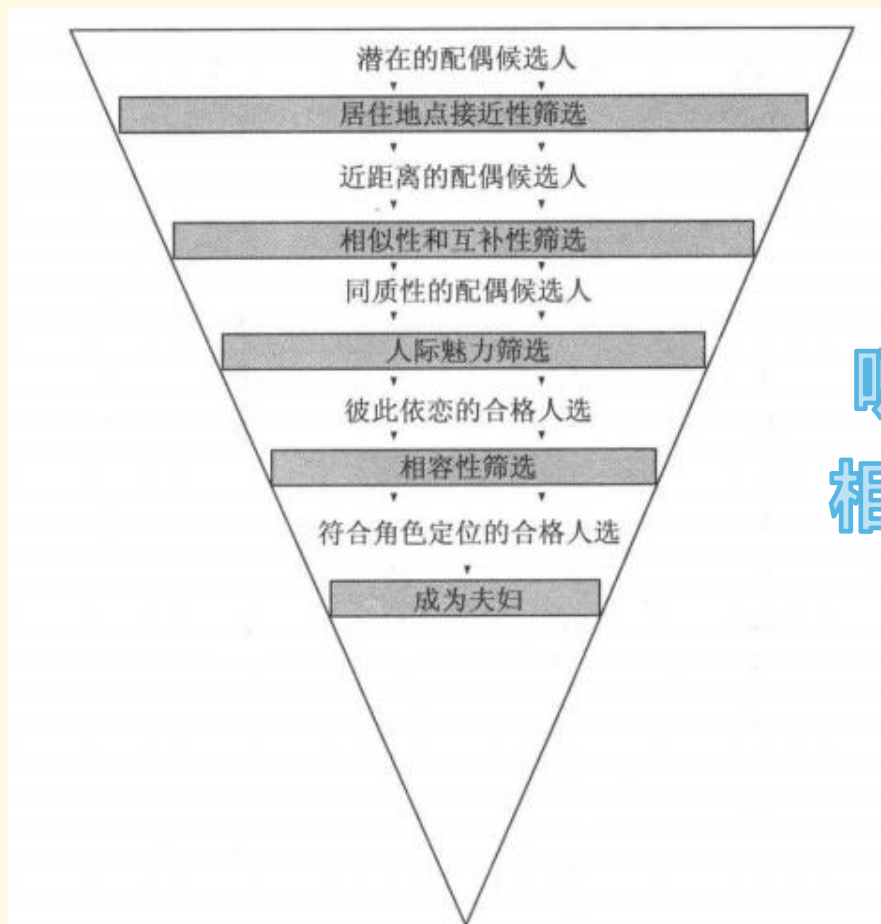 潜在的配偶候选人
居住地点接近性筛选
近距离的配偶候选人
相似性和互补性筛选
同质性的配偶候选人
人际魅力筛选
彼此依恋的合格人选
相容性筛选
符合角色定位的合格人选
成为夫妇
相